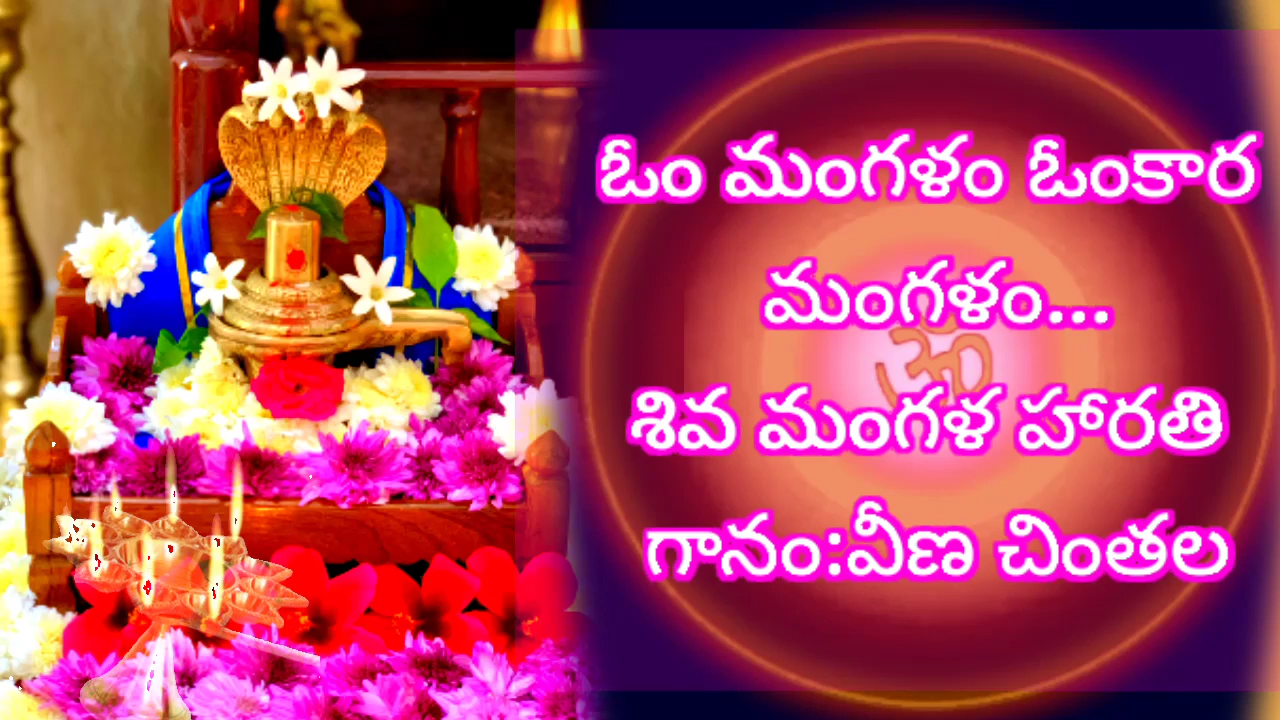 ఓం మంగళం ఓంకార
మంగళం...
ॐ
శివ మంగళ హారతి
గానం:వీణ చింతల